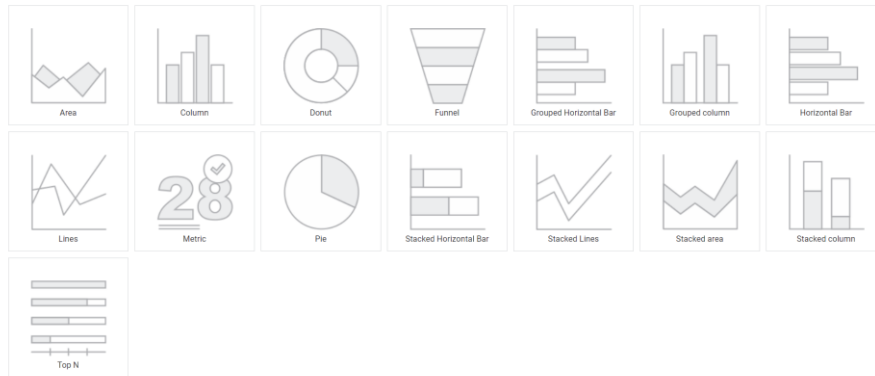 Area
Column
Donut
Funnel
Grouped Horizontal Bar
Grouped column
Horizontal Bar
28
Lines
Metric
Pie
Stacked Horizontal Bar
Stacked Lines
Stacked area
Stacked column
Top N